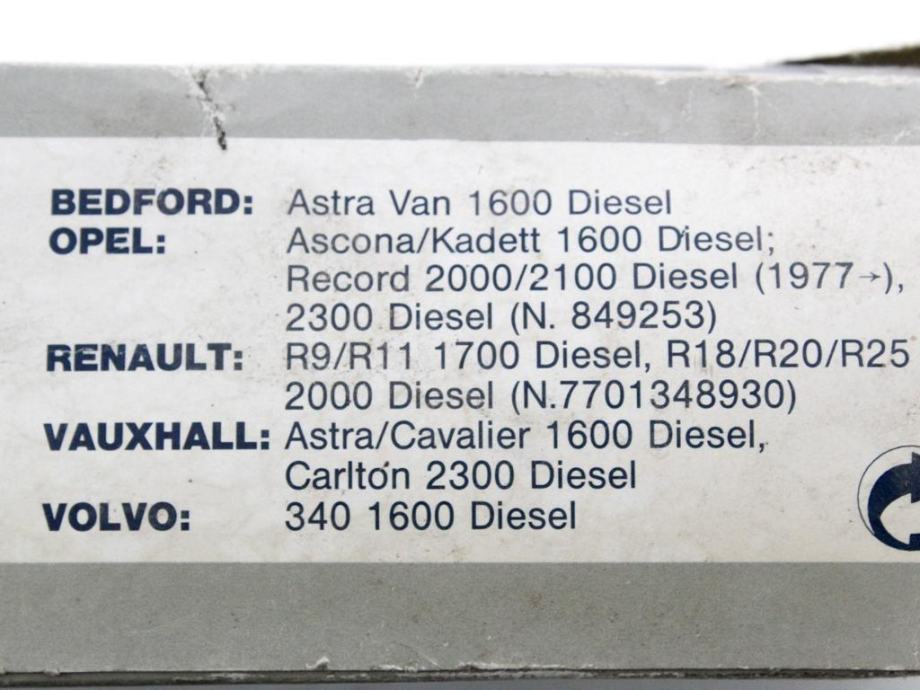 BEDFORD: Astra Van 1600 Diesel
OPEL: Ascona/Kadett 1600 Diesel;
Record 2000/2100 Diesel (1977→),
2300 Diesel (N. 849253)
RENAULT: R9/R11 1700 Diesel, R18/R20/R25
2000 Diesel (N.7701348930)
VAUXHALL: Astra/Cavalier 1600 Diesel,
Carlton 2300 Diesel
VOLVO: 340 1600 Diesel